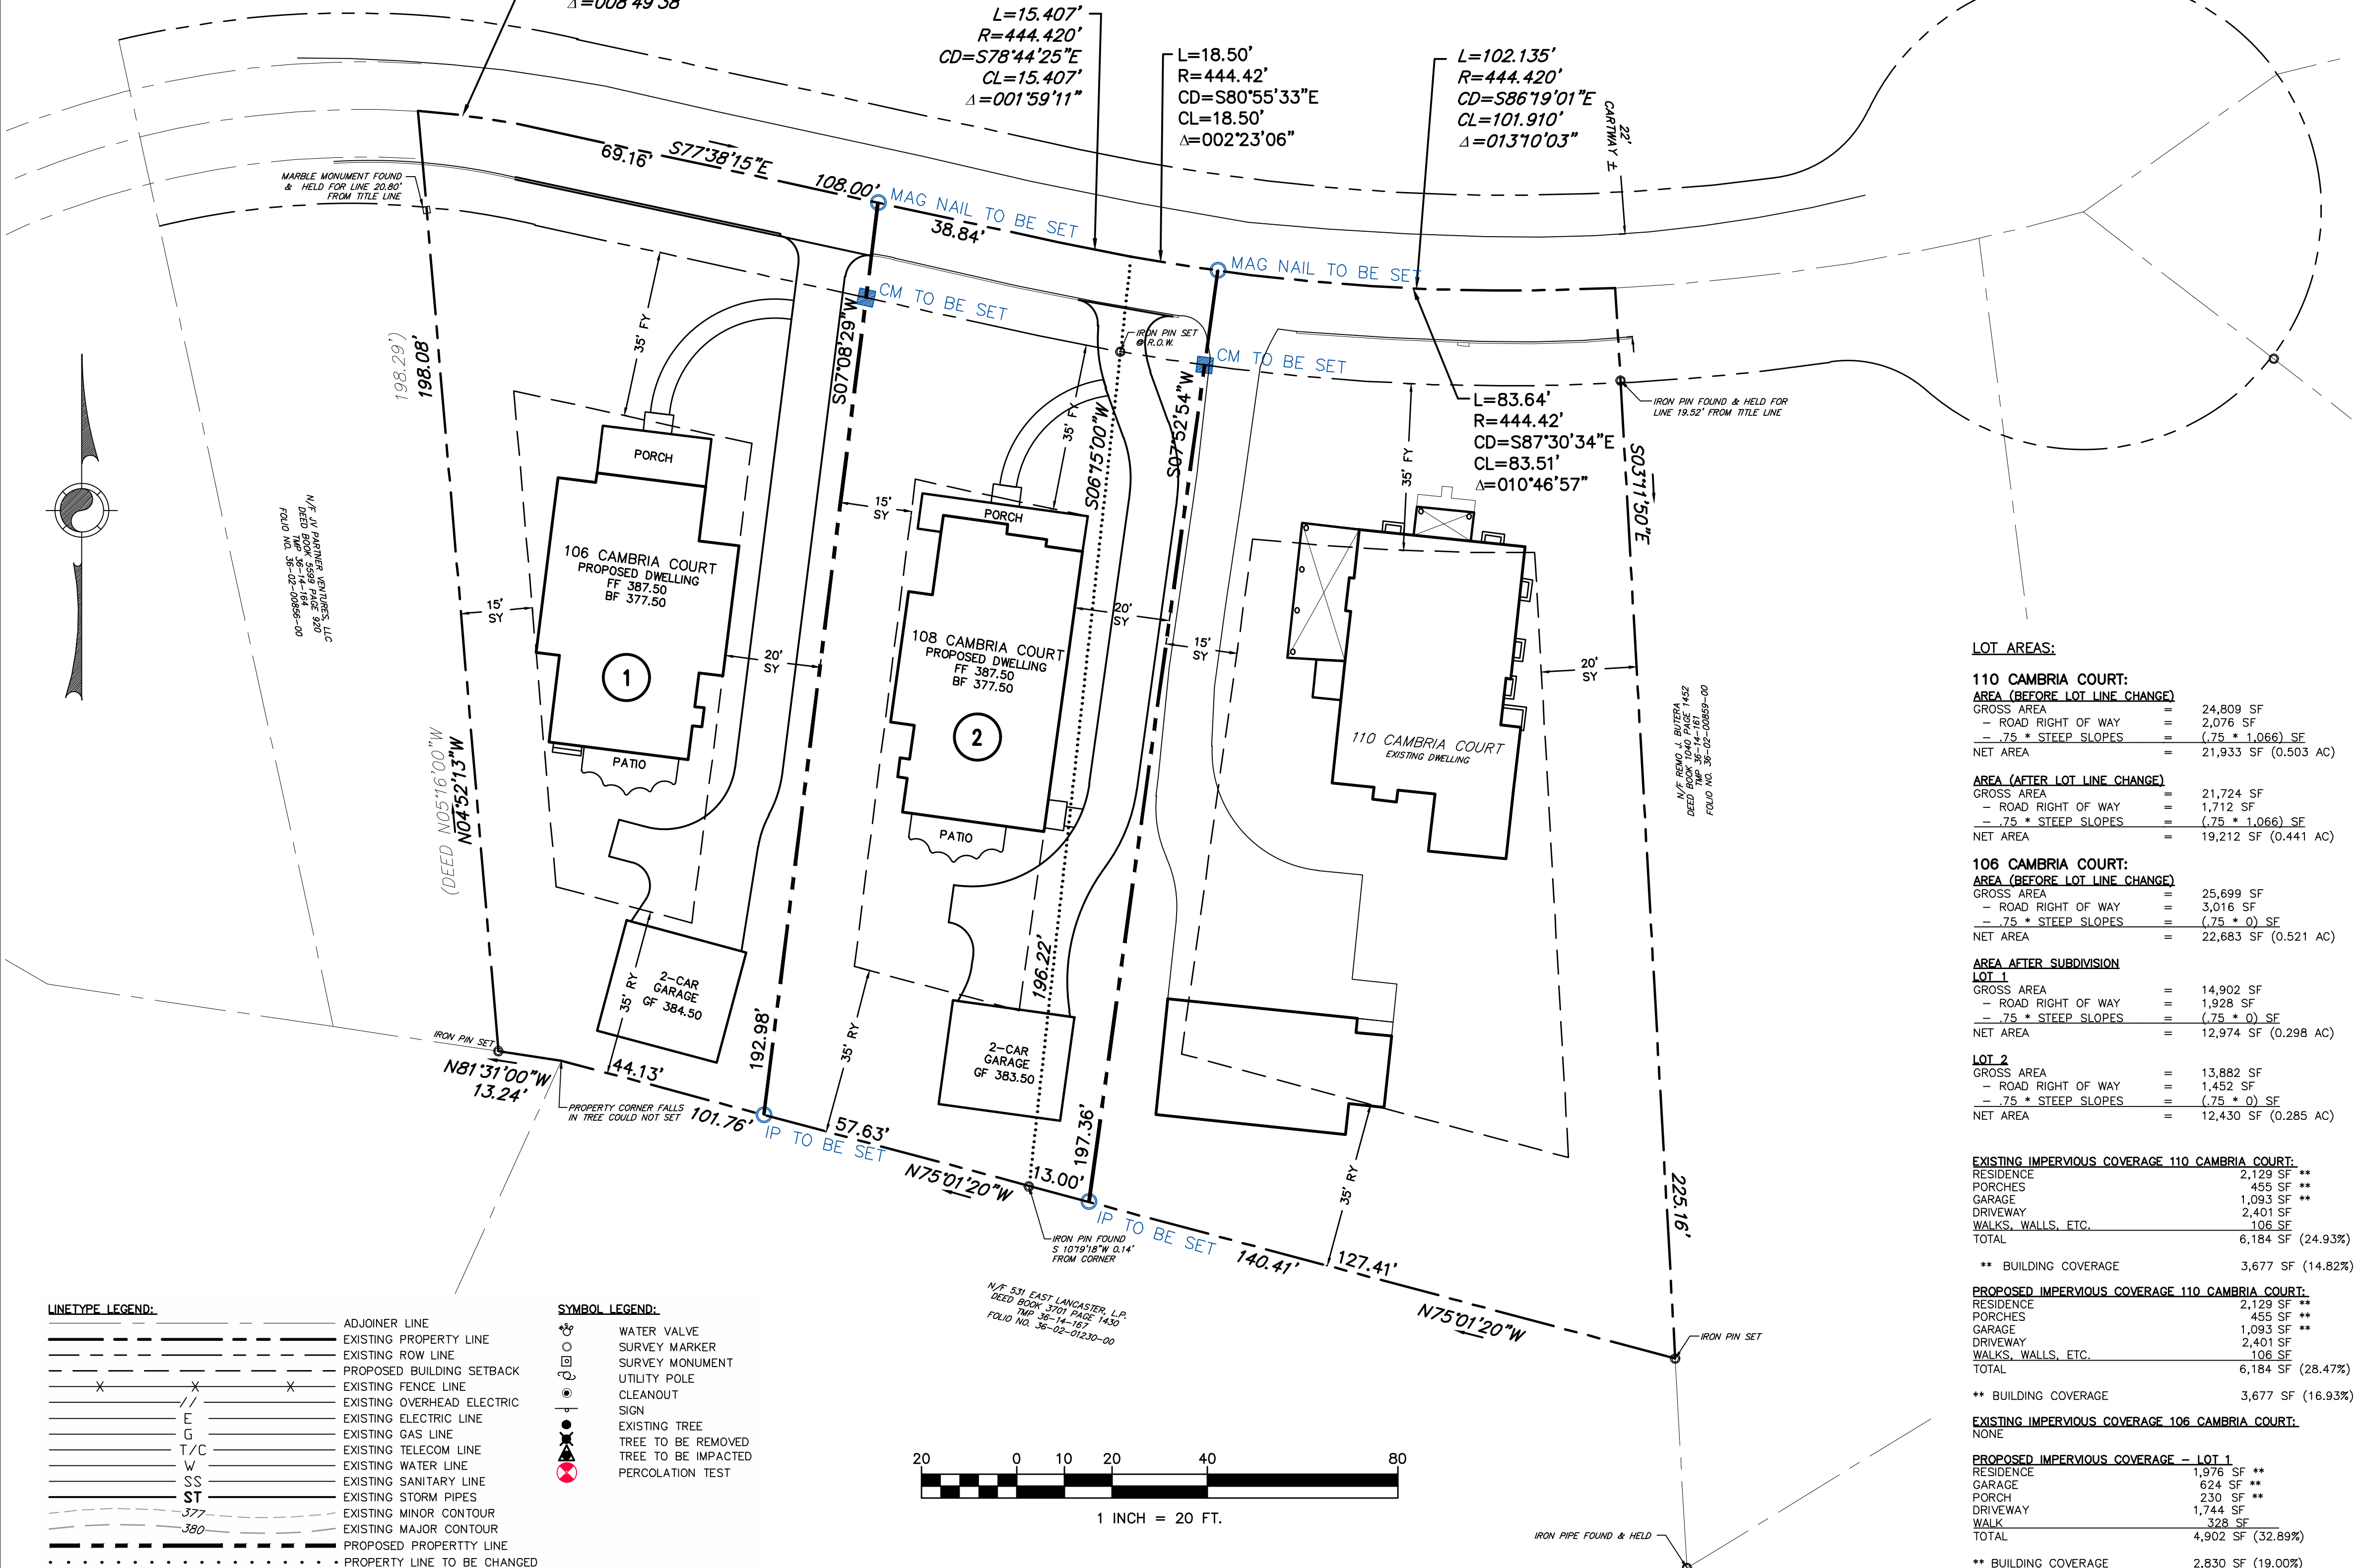 Δ=008°49'38"
L=15.407'
R=444.420'
CD=S78°44'25"E
CL=15.407'
Δ=001°59'11"
L=18.50'
R=444.42'
CD=S80°55'33"E
CL=18.50'
Δ=002°23'06"
L=102.135'
R=444.420'
CD=S86°19'01"E
CL=101.910'
Δ=013°10'03"
22'
CARTWAY ±
69.16'
S77°38'15"E
108.00'
MAG NAIL TO BE SET
38.84'
MAG NAIL TO BE SET
MARBLE MONUMENT FOUND
& HELD FOR LINE 20.80'
FROM TITLE LINE
CM TO BE SET
IRON PIN SET
@ R.O.W.
CM TO BE SET
L=83.64'
R=444.42'
CD=S87°30'34"E
CL=83.51'
Δ=010°46'57"
IRON PIN FOUND & HELD FOR
LINE 19.52' FROM TITLE LINE
198.29')
198.08'
35' FY
S07°08'29"W
35' FY
S06°15'00"W
S07°52'54"W
35' FY
S03°11'50"E
PORCH
106 CAMBRIA COURT
PROPOSED DWELLING
FF 387.50
BF 377.50
1
PATIO
15'
SY
20'
SY
15'
SY
PORCH
108 CAMBRIA COURT
PROPOSED DWELLING
FF 387.50
BF 377.50
2
PATIO
20'
SY
15'
SY
110 CAMBRIA COURT
EXISTING DWELLING
20'
SY
N/F JV PARTNER VENTURES, LLC
DEED BOOK 5599 PAGE 920
TMP 36-14-164
FOLIO NO. 36-02-00856-00
N/F REMO J. BUTERA
DEED BOOK 1040 PAGE 1452
TMP 36-14-161
FOLIO NO. 36-02-00859-00
(DEED N05°16'00"W
N04°52'13"W
2-CAR
GARAGE
GF 384.50
35' RY
192.98'
35' RY
2-CAR
GARAGE
GF 383.50
196.22'
197.36'
35' RY
225.16'
IRON PIN SET
N81°31'00"W
13.24'
PROPERTY CORNER FALLS
IN TREE COULD NOT SET
44.13'
101.76'
IP TO BE SET
57.63'
N75°01'20"W
13.00'
IRON PIN FOUND
S 10°19'18"W 0.14'
FROM CORNER
IP TO BE SET
140.41'
127.41'
N75°01'20"W
IRON PIN SET
N/F 531 EAST LANCASTER, L.P.
DEED BOOK 3701 PAGE 1430
TMP 36-14-167
FOLIO NO. 36-02-01230-00
IRON PIPE FOUND & HELD
LINETYPE LEGEND:
ADJOINER LINE
EXISTING PROPERTY LINE
EXISTING ROW LINE
PROPOSED BUILDING SETBACK
X X X EXISTING FENCE LINE
// EXISTING OVERHEAD ELECTRIC
E EXISTING ELECTRIC LINE
G EXISTING GAS LINE
T/C EXISTING TELECOM LINE
W EXISTING WATER LINE
SS EXISTING SANITARY LINE
ST EXISTING STORM PIPES
377 EXISTING MINOR CONTOUR
380 EXISTING MAJOR CONTOUR
PROPOSED PROPERTTY LINE
PROPERTY LINE TO BE CHANGED
SYMBOL LEGEND:
WATER VALVE
SURVEY MARKER
SURVEY MONUMENT
UTILITY POLE
CLEANOUT
SIGN
EXISTING TREE
TREE TO BE REMOVED
TREE TO BE IMPACTED
PERCOLATION TEST
20 0 10 20 40 80
1 INCH = 20 FT.
LOT AREAS:
110 CAMBRIA COURT:
AREA (BEFORE LOT LINE CHANGE)
GROSS AREA = 24,809 SF
- ROAD RIGHT OF WAY = 2,076 SF
- .75 * STEEP SLOPES = (.75 * 1,066) SF
NET AREA = 21,933 SF (0.503 AC)
AREA (AFTER LOT LINE CHANGE)
GROSS AREA = 21,724 SF
- ROAD RIGHT OF WAY = 1,712 SF
- .75 * STEEP SLOPES = (.75 * 1,066) SF
NET AREA = 19,212 SF (0.441 AC)
106 CAMBRIA COURT:
AREA (BEFORE LOT LINE CHANGE)
GROSS AREA = 25,699 SF
- ROAD RIGHT OF WAY = 3,016 SF
- .75 * STEEP SLOPES = (.75 * 0) SF
NET AREA = 22,683 SF (0.521 AC)
AREA AFTER SUBDIVISION
LOT 1
GROSS AREA = 14,902 SF
- ROAD RIGHT OF WAY = 1,928 SF
- .75 * STEEP SLOPES = (.75 * 0) SF
NET AREA = 12,974 SF (0.298 AC)
LOT 2
GROSS AREA = 13,882 SF
- ROAD RIGHT OF WAY = 1,452 SF
- .75 * STEEP SLOPES = (.75 * 0) SF
NET AREA = 12,430 SF (0.285 AC)
EXISTING IMPERVIOUS COVERAGE 110 CAMBRIA COURT:
RESIDENCE 2,129 SF **
PORCHES 455 SF **
GARAGE 1,093 SF **
DRIVEWAY 2,401 SF
WALKS, WALLS, ETC. 106 SF
TOTAL 6,184 SF (24.93%)
** BUILDING COVERAGE 3,677 SF (14.82%)
PROPOSED IMPERVIOUS COVERAGE 110 CAMBRIA COURT:
RESIDENCE 2,129 SF **
PORCHES 455 SF **
GARAGE 1,093 SF **
DRIVEWAY 2,401 SF
WALKS, WALLS, ETC. 106 SF
TOTAL 6,184 SF (28.47%)
** BUILDING COVERAGE 3,677 SF (16.93%)
EXISTING IMPERVIOUS COVERAGE 106 CAMBRIA COURT:
NONE
PROPOSED IMPERVIOUS COVERAGE - LOT 1
RESIDENCE 1,976 SF **
GARAGE 624 SF **
PORCH 230 SF **
DRIVEWAY 1,744 SF
WALK 328 SF
TOTAL 4,902 SF (32.89%)
** BUILDING COVERAGE 2,830 SF (19.00%)